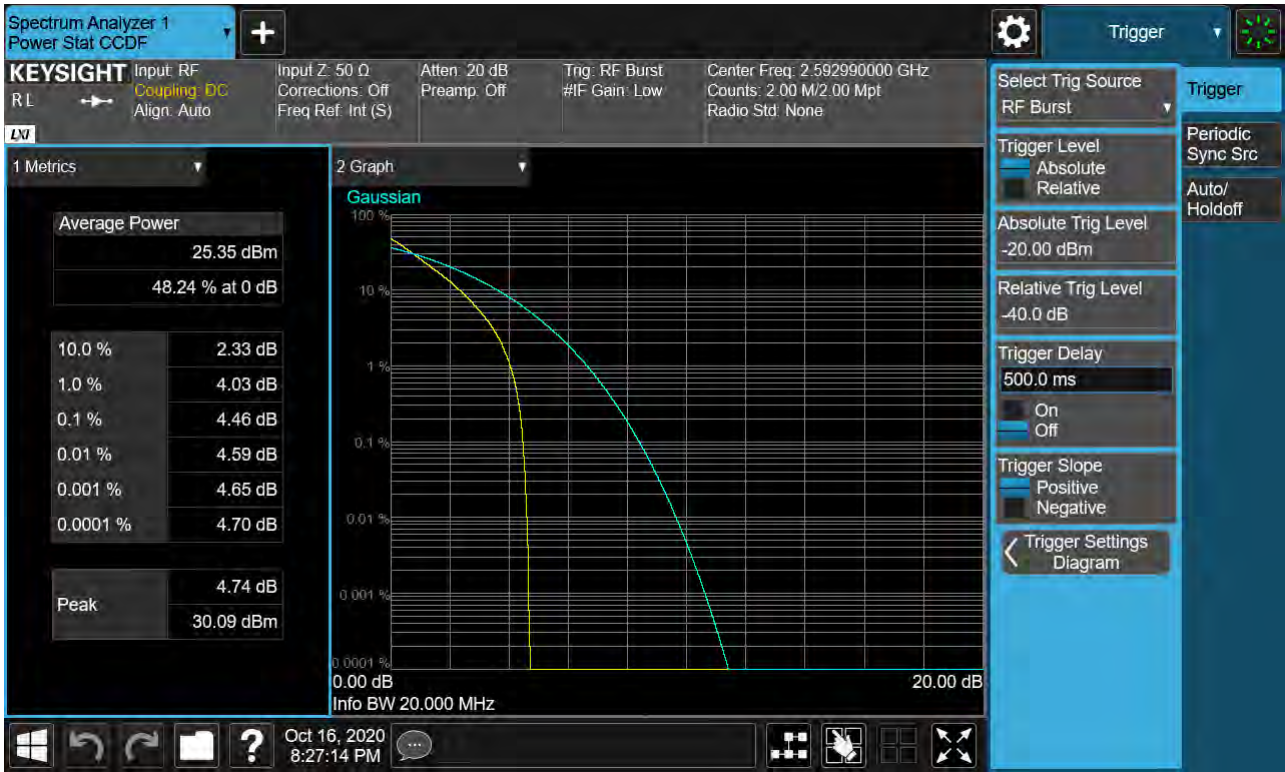 Spectrum Analyzer 1
Power Stat CCDF
+
Trigger
KEYSIGHT
RL
LXI
Input: RF
Coupling: DC
Align: Auto
Input Z: 50 Ω
Corrections: Off
Freq Ref: Int (S)
Atten: 20 dB
Preamp: Off
Trig: RF Burst
#IF Gain: Low
Center Freq: 2.592990000 GHz
Counts: 2.00 M/2.00 Mpt
Radio Std: None
1 Metrics
Average Power
25.35 dBm
48.24 % at 0 dB
10.0 % 2.33 dB
1.0 % 4.03 dB
0.1 % 4.46 dB
0.01 % 4.59 dB
0.001 % 4.65 dB
0.0001 % 4.70 dB
Peak
4.74 dB
30.09 dBm
2 Graph
Gaussian
100 %
10 %
1 %
0.1 %
0.01 %
0.001 %
0.0001 %
0.00 dB 20.00 dB
Info BW 20.000 MHz
Select Trig Source
RF Burst
Trigger Level
Absolute
Relative
Absolute Trig Level
-20.00 dBm
Relative Trig Level
-40.0 dB
Trigger Delay
500.0 ms
On
Off
Trigger Slope
Positive
Negative
Trigger Settings
Diagram
Trigger
Periodic
Sync Src
Auto/
Holdoff
?
Oct 16, 2020
8:27:14 PM